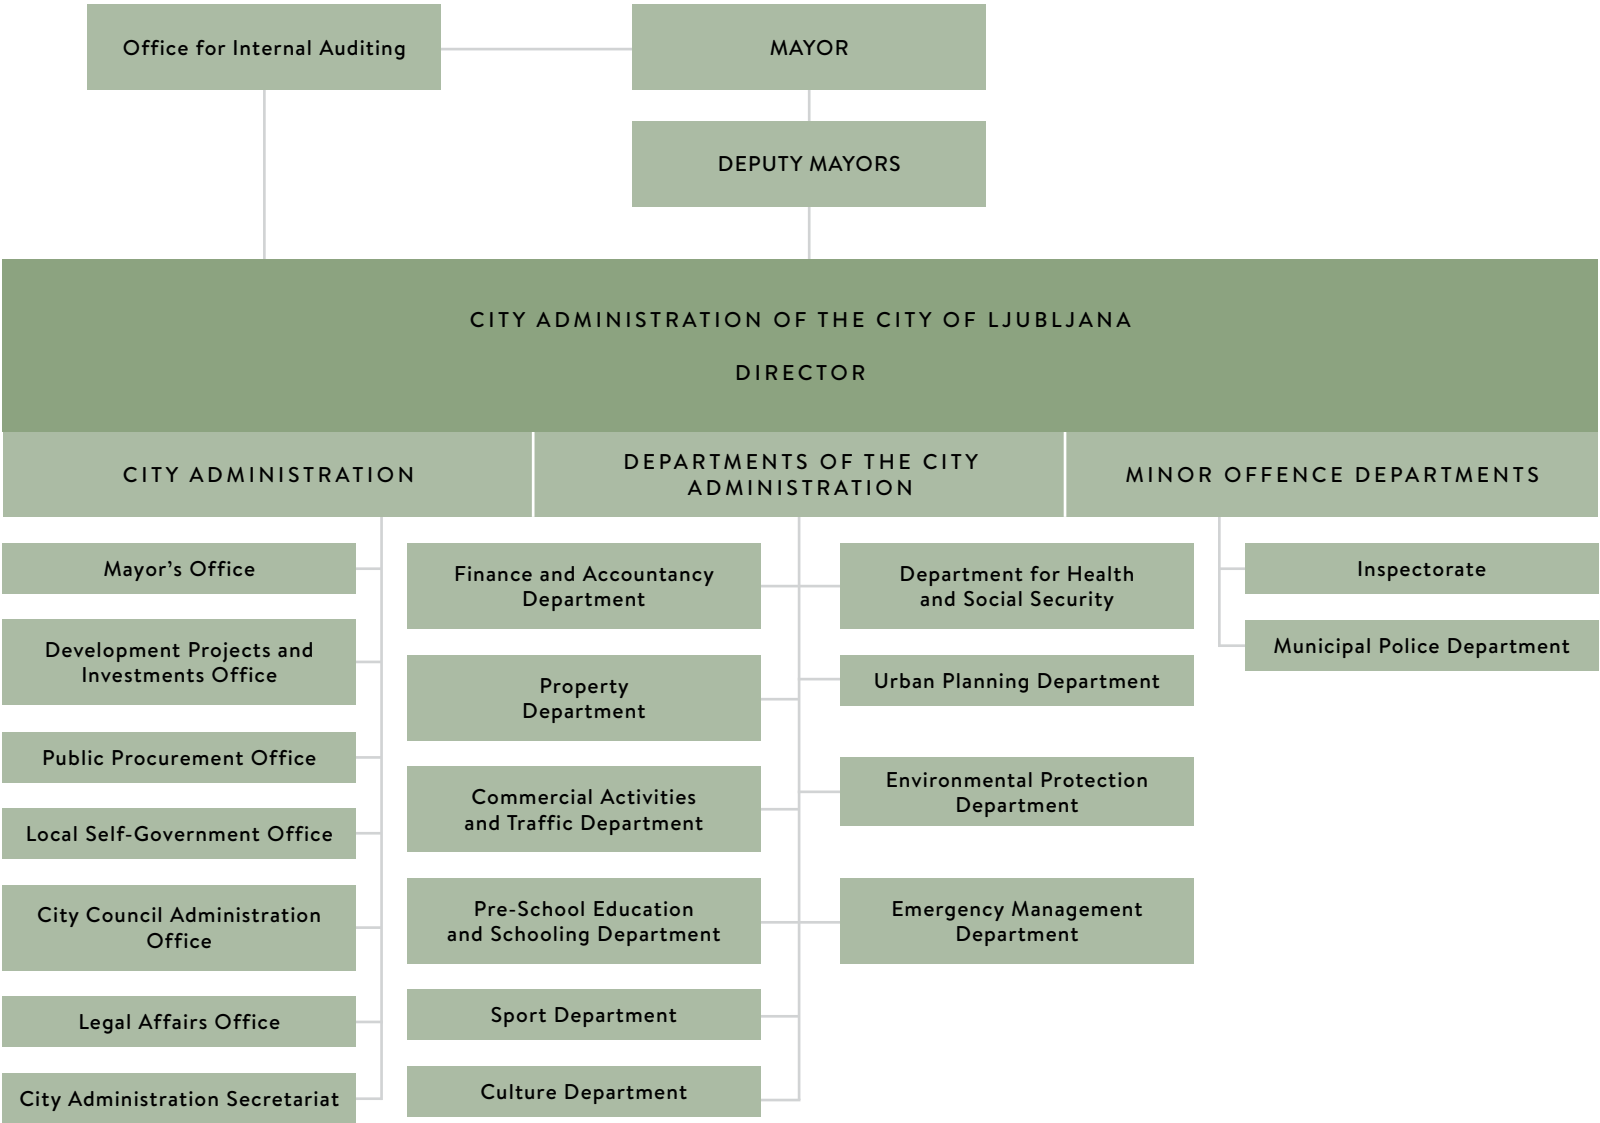 Office for Internal Auditing
MAYOR
DEPUTY MAYORS
CITY ADMINISTRATION OF THE CITY OF LJUBLJANA
DIRECTOR
CITY ADMINISTRATION
DEPARTMENTS OF THE CITY
ADMINISTRATION
MINOR OFFENCE DEPARTMENTS
Mayor’s Office
Development Projects and
Investments Office
Public Procurement Office
Local Self-Government Office
City Council Administration
Office
Legal Affairs Office
City Administration Secretariat
Finance and Accountancy
Department
Property
Department
Commercial Activities
and Traffic Department
Pre-School Education
and Schooling Department
Sport Department
Culture Department
Department for Health
and Social Security
Urban Planning Department
Environmental Protection
Department
Emergency Management
Department
Inspectorate
Municipal Police Department